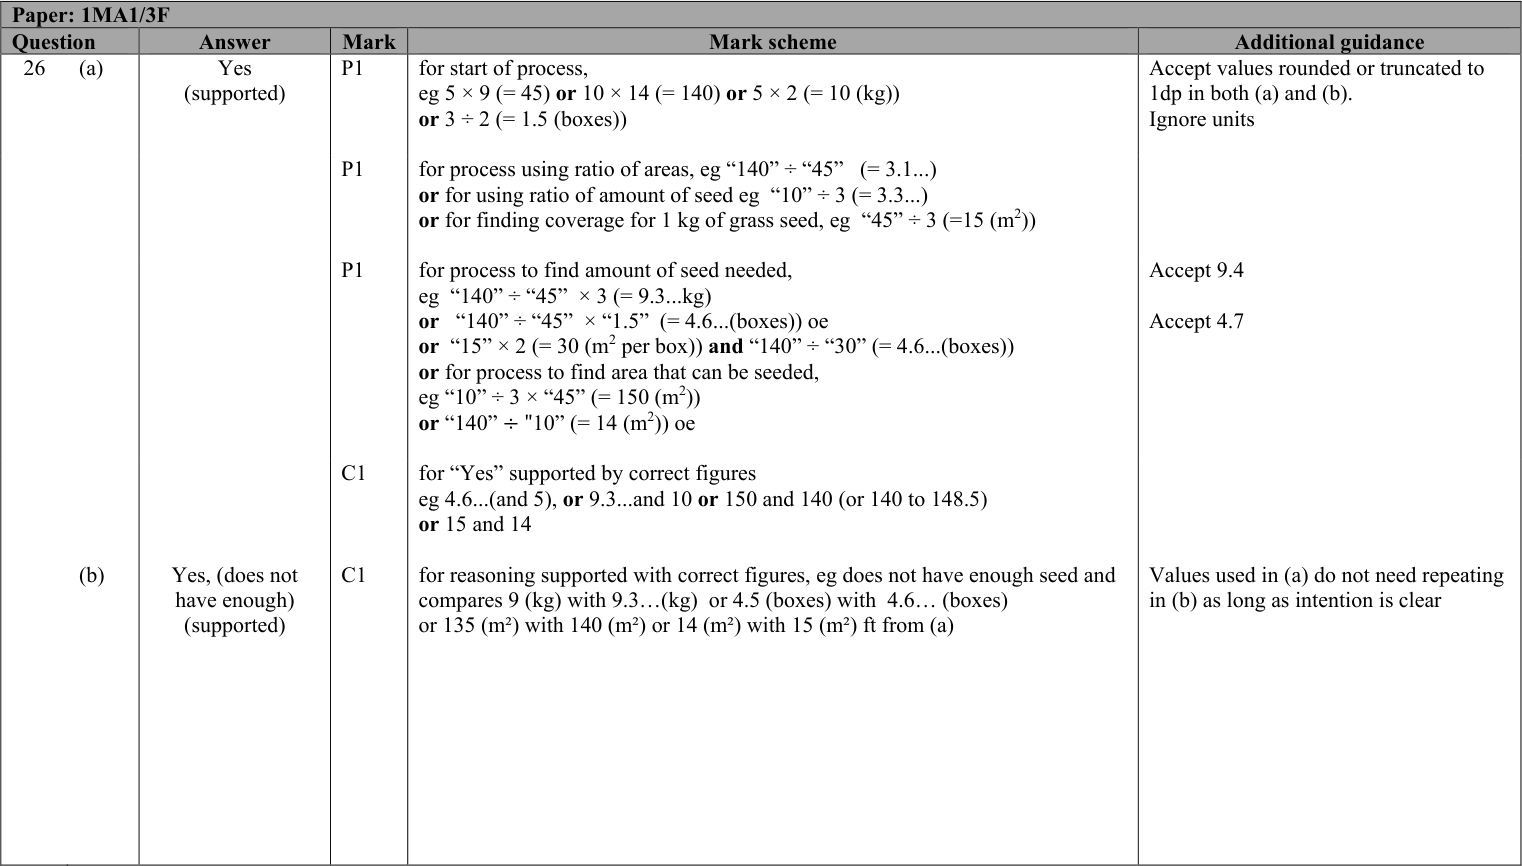 Paper: 1MA1/3F
Question Answer Mark Mark scheme Additional guidance
26 (a) Yes P1 for start of process, Accept values rounded or truncated to
(supported) eg 5 × 9 (= 45) or 10 × 14 (= 140) or 5 × 2 (= 10 (kg)) 1dp in both (a) and (b).
or 3 ÷ 2 (= 1.5 (boxes)) Ignore units
P1 for process using ratio of areas, eg “140” ÷ “45” (= 3.1...)
or for using ratio of amount of seed eg “10” ÷ 3 (= 3.3...)
or for finding coverage for 1 kg of grass seed, eg “45” ÷ 3 (=15 (m²))
P1 for process to find amount of seed needed, Accept 9.4
eg “140” ÷ “45” × 3 (= 9.3...kg)
or “140” ÷ “45” × “1.5” (= 4.6...(boxes)) oe Accept 4.7
or “15” × 2 (= 30 (m² per box)) and “140” ÷ “30” (= 4.6...(boxes))
or for process to find area that can be seeded,
eg “10” ÷ 3 × “45” (= 150 (m²))
or “140” ÷ "10” (= 14 (m²)) oe
C1 for “Yes” supported by correct figures
eg 4.6...(and 5), or 9.3...and 10 or 150 and 140 (or 140 to 148.5)
or 15 and 14
(b) Yes, (does not C1 for reasoning supported with correct figures, eg does not have enough seed and Values used in (a) do not need repeating
have enough) compares 9 (kg) with 9.3…(kg) or 4.5 (boxes) with 4.6… (boxes) in (b) as long as intention is clear
(supported) or 135 (m²) with 140 (m²) or 14 (m²) with 15 (m²) ft from (a)